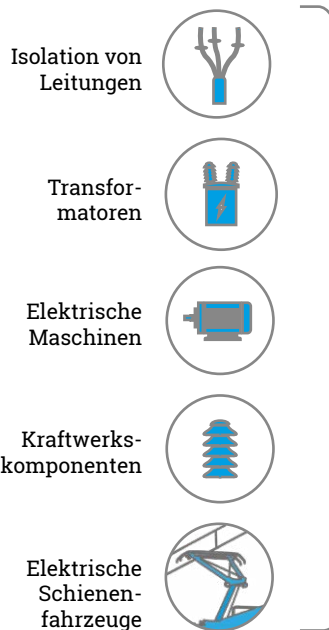 Isolation von
Leitungen
Transfor-
matoren
Elektrische
Maschinen
Kraftwerks-
komponenten
Elektrische
Schienen-
fahrzeuge